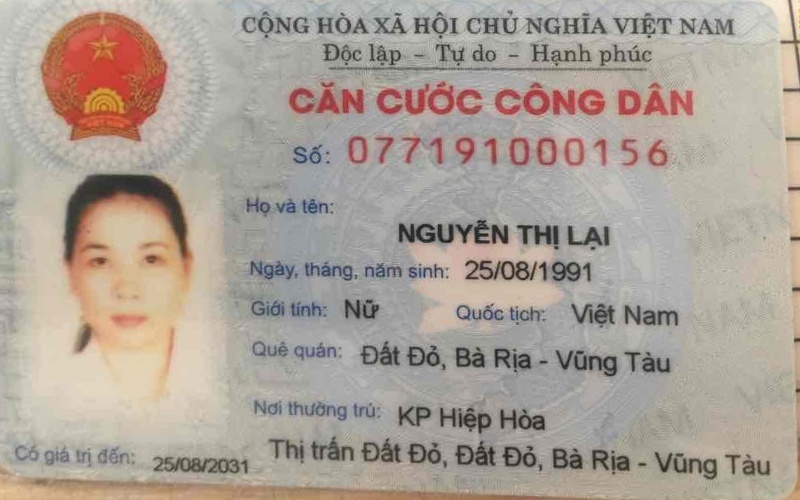 CỘNG HÒA XÃ HỘI CHỦ NGHĨA VIỆT NAM
Độc lập - Tự do - Hạnh phúc
CĂN CƯỚC CÔNG DÂN
Số: 077191000156
Họ và tên:
NGUYỄN THỊ LẠI
Ngày, tháng, năm sinh: 25/08/1991
Giới tính: Nữ Quốc tịch: Việt Nam
Quê quán: Đất Đỏ, Bà Rịa - Vũng Tàu
Nơi thường trú: KP Hiệp Hòa
Thị trấn Đất Đỏ, Đất Đỏ, Bà Rịa - Vũng Tàu
Có giá trị đến: 25/08/2031